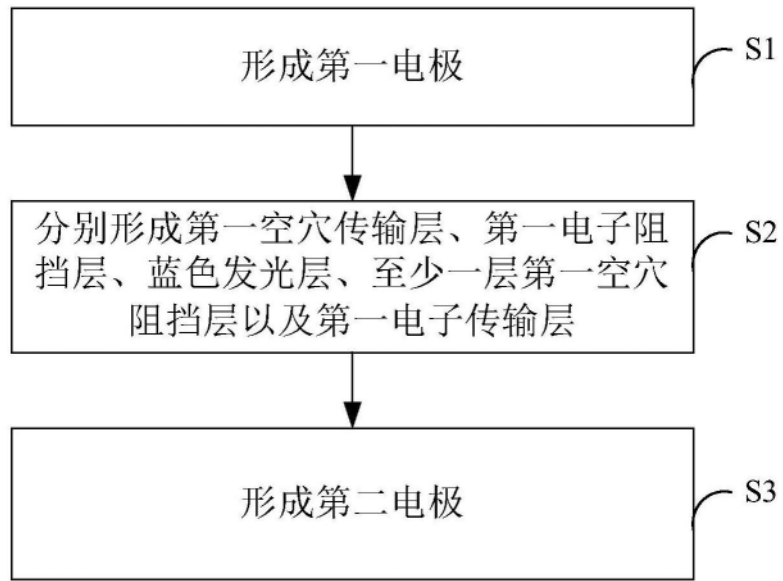 形成第一电极
S1
分别形成第一空穴传输层、第一电子阻
挡层、蓝色发光层、至少一层第一空穴
阻挡层以及第一电子传输层
S2
形成第二电极
S3